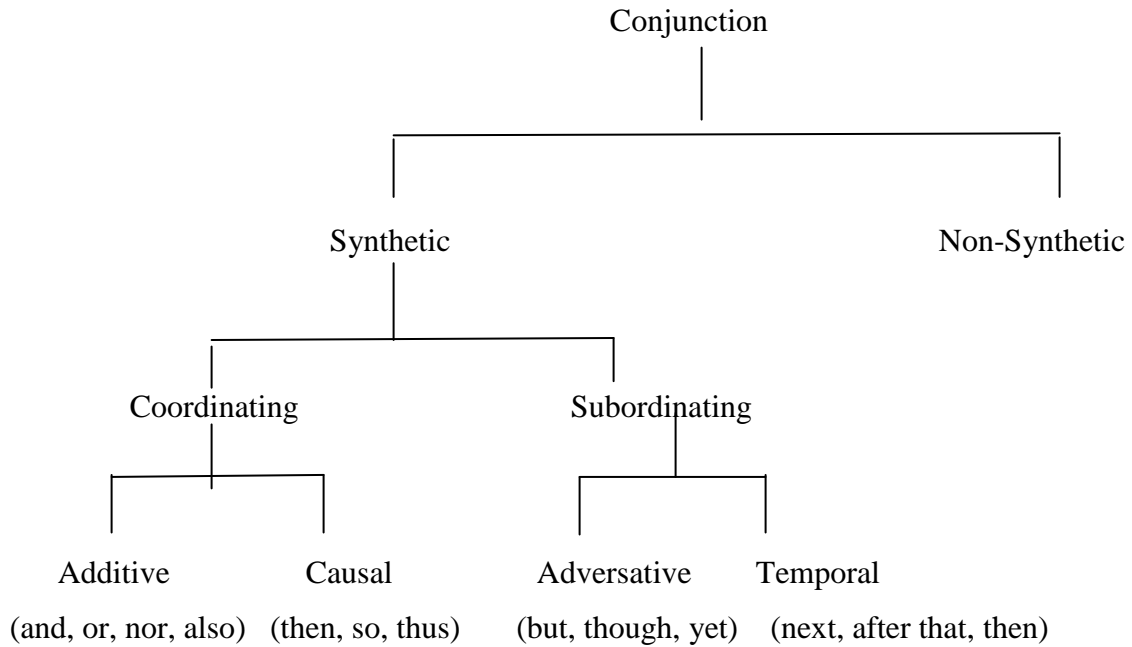 Conjunction
Synthetic Non-Synthetic
Coordinating Subordinating
Additive Causal Adversative Temporal
(and, or, nor, also) (then, so, thus) (but, though, yet) (next, after that, then)